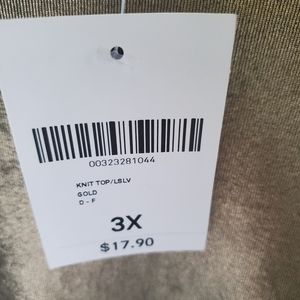 00323281044
KNIT TOP/LSLV
GOLD
D - F
3X
$17.90